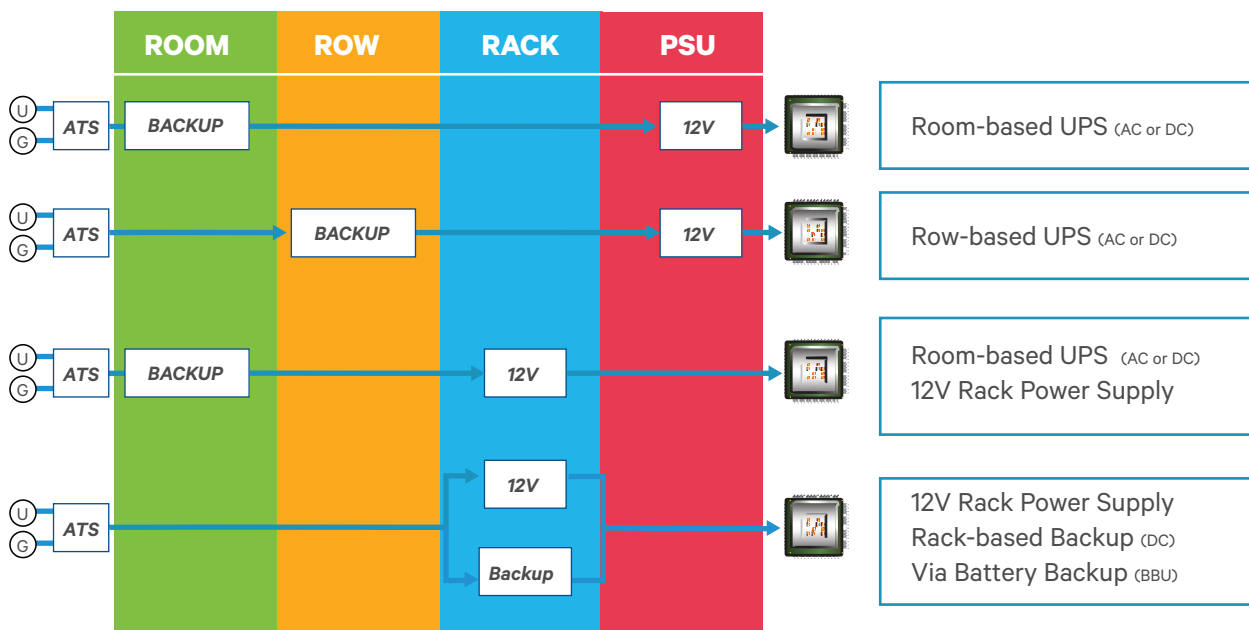 ROOM ROW RACK PSU
U
G
ATS BACKUP 12V
Room-based UPS (AC or DC)
U
G
ATS BACKUP 12V
Row-based UPS (AC or DC)
U
G
ATS BACKUP 12V
Room-based UPS (AC or DC)
12V Rack Power Supply
U
G
ATS
12V
Backup
12V Rack Power Supply
Rack-based Backup (DC)
Via Battery Backup (BBU)